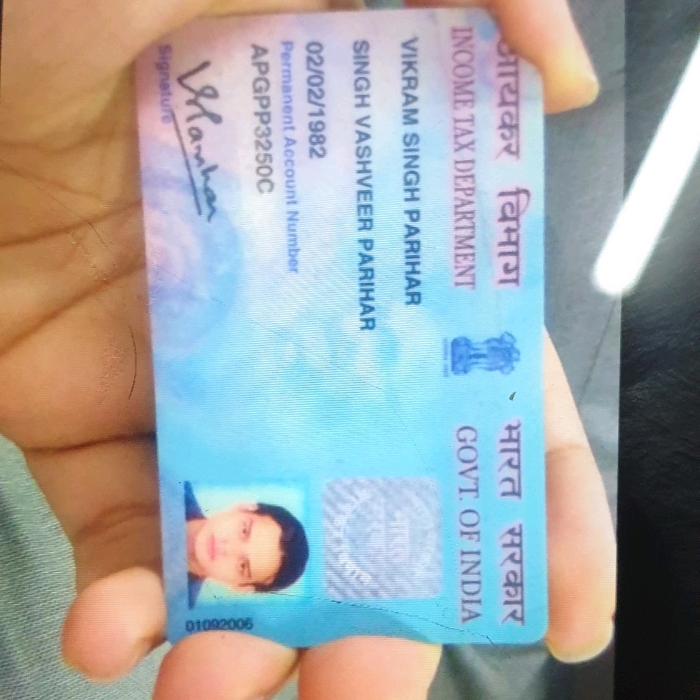 आयकर विभाग
INCOME TAX DEPARTMENT
भारत सरकार
GOVT. OF INDIA
VIKRAM SINGH PARIHAR
SINGH VASHVEER PARIHAR
02/02/1982
Permanent Account Number
APGPP3250C
Signature
01092006